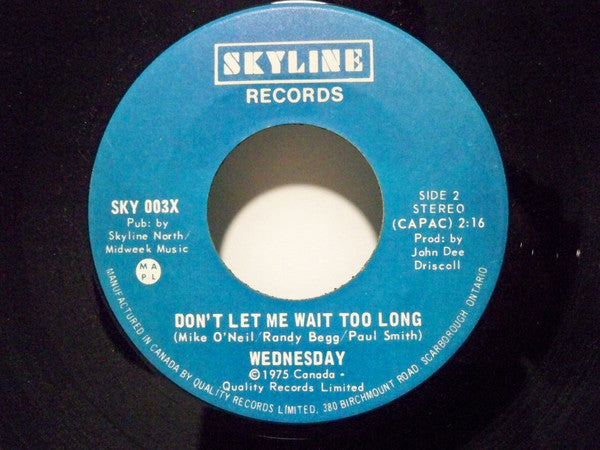 SKYLINE
RECORDS
SKY 003X
Pub: by
Skyline North/
Midweek Music
M A
P L
SIDE 2
STEREO
(CAPAC) 2:16
Prod: by
John Dee
Driscoll
DON'T LET ME WAIT TOO LONG
(Mike O'Neil/Randy Begg/Paul Smith)
WEDNESDAY
©1975 Canada -
Quality Records Limited
MANUFACTURED IN CANADA BY QUALITY RECORDS LIMITED, 380 BIRCHMOUNT ROAD, SCARBOROUGH, ONTARIO